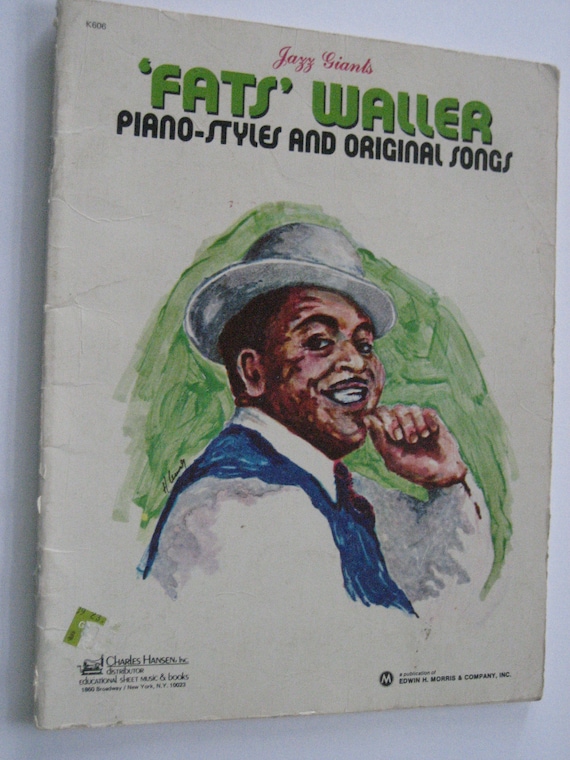 K606
Jazz Giants
'FATS' WALLER
PIANO-STYLES AND ORIGINAL SONGS
CHARLES HANSEN, Inc.
DISTRIBUTOR
EDUCATIONAL SHEET MUSIC & BOOKS
1860 Broadway / New York, N.Y. 10023
M
a publication of
EDWIN H. MORRIS & COMPANY, INC.